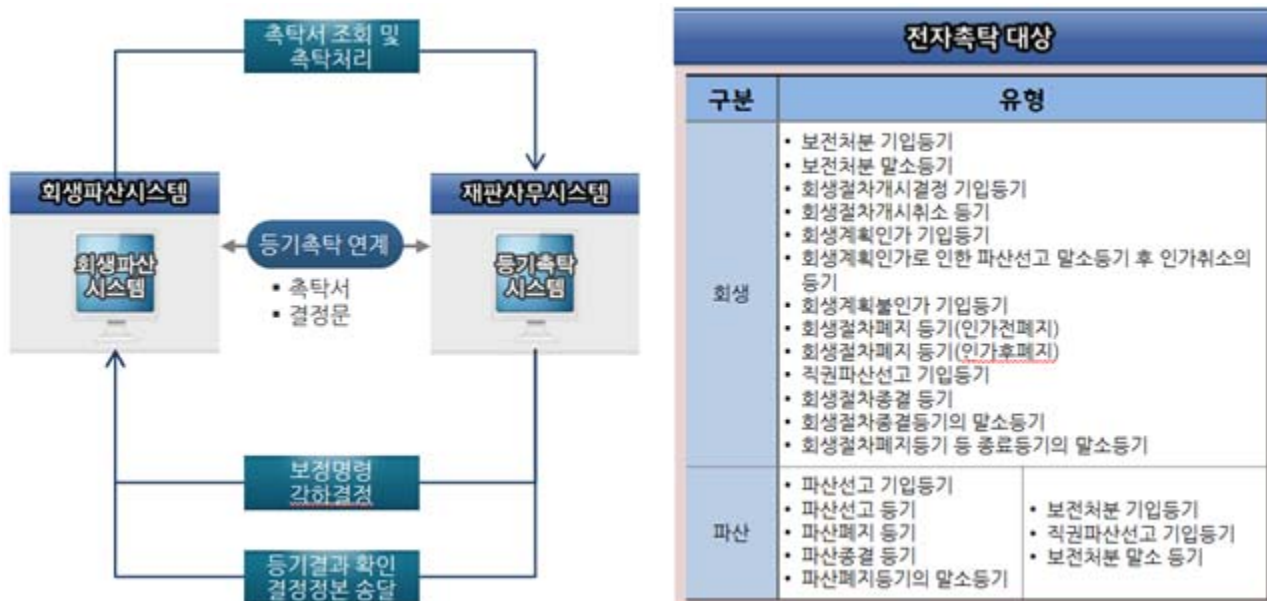 촉탁서 조회 및
촉탁처리
회생파산시스템
회생파산
시스템
등기촉탁 연계
▪ 촉탁서
▪ 결정문
재판사무시스템
등기촉탁
시스템
보정명령
각하결정
등기결과 확인
결정정본 송달
전자촉탁 대상
구분
유형
회생
• 보전처분 기입등기
• 보전처분 말소등기
• 회생절차개시결정 기입등기
• 회생절차개시취소 등기
• 회생계획인가 기입등기
• 회생계획인가로 인한 파산선고 말소등기 후 인가취소의
등기
• 회생계획불인가 기입등기
• 회생절차폐지 등기(인가전폐지)
• 회생절차폐지 등기(인가후폐지)
• 직권파산선고 기입등기
• 회생절차종결 등기
• 회생절차종결등기의 말소등기
• 회생절차폐지등기 등 종료등기의 말소등기
파산
• 파산선고 기입등기
• 파산선고 등기
• 파산폐지 등기
• 파산종결 등기
• 파산폐지등기의 말소등기
• 보전처분 기입등기
• 직권파산선고 기입등기
• 보전처분 말소 등기